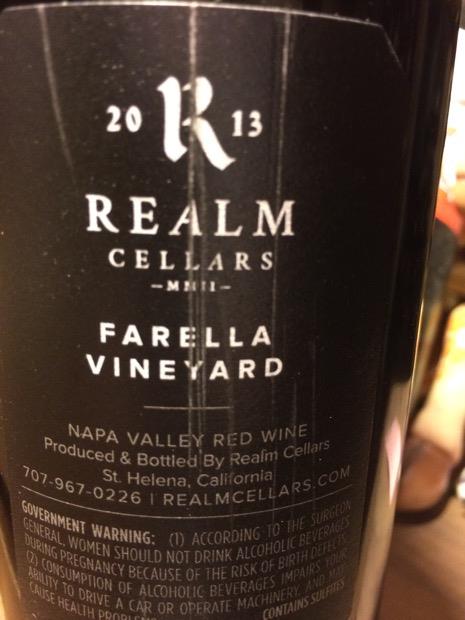 20 R 13
REALM
CELLARS
-MMII-
FARELLA
VINEYARD
NAPA VALLEY RED WINE
Produced & Bottled By Realm Cellars
St. Helena, California
707-967-0226 | REALMCELLARS.COM
GOVERNMENT WARNING: (1) ACCORDING TO THE SURGEON
GENERAL, WOMEN SHOULD NOT DRINK ALCOHOLIC BEVERAGES
DURING PREGNANCY BECAUSE OF THE RISK OF BIRTH DEFECTS.
(2) CONSUMPTION OF ALCOHOLIC BEVERAGES IMPAIRS YOUR
ABILITY TO DRIVE A CAR OR OPERATE MACHINERY, AND MAY
CAUSE HEALTH PROBLEMS. CONTAINS SULFITES